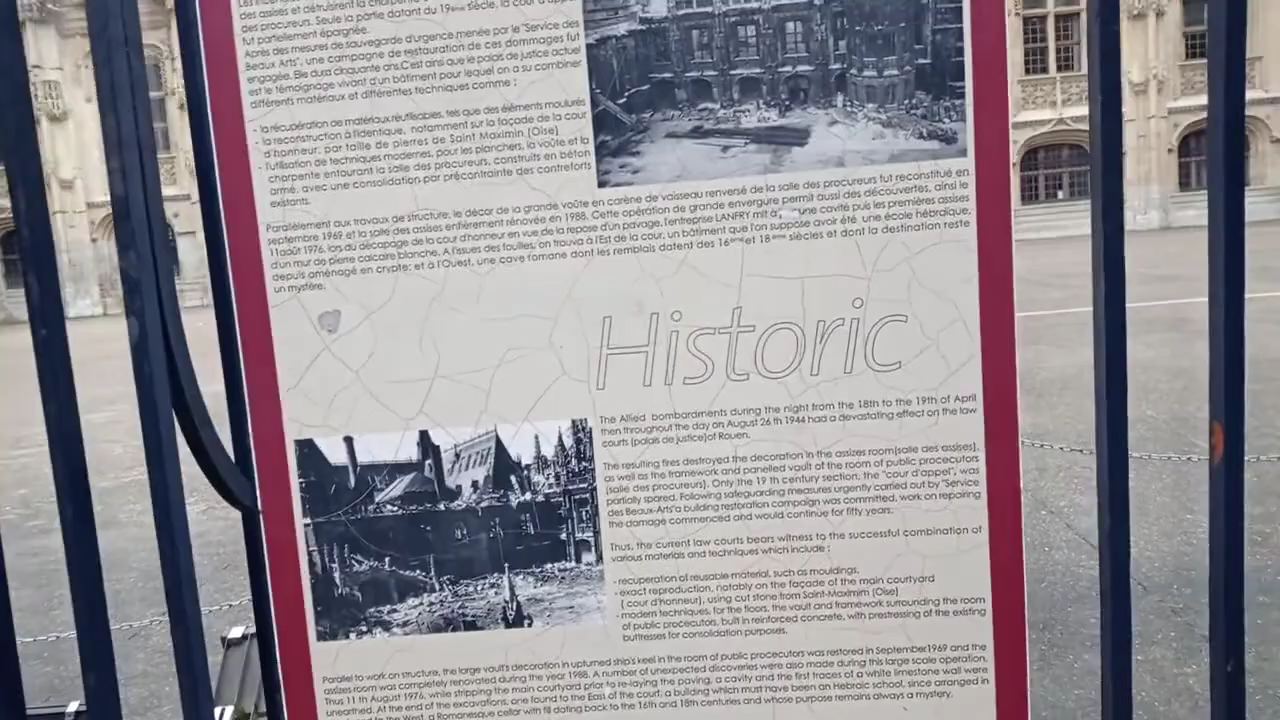 des assises et détruisirent la charpente
des procureurs. Seule la partie datant du 19ème siècle, la cour d'appel
fut partiellement épargnée.
Après des mesures de sauvegarde d'urgence menée par le "Service des
Beaux Arts", une campagne de restauration de ces dommages fut
engagée. Elle dura cinquante ans.C'est ainsi que le palais de justice actuel
est le témoignage vivant d'un bâtiment pour lequel on a su combiner
différents matériaux et différentes techniques comme :
- la récupération de matériaux réutilisables, tels que des éléments moulurés
- la reconstruction à l'identique, notamment sur la façade de la cour
d'honneur, par taille de pierres de Saint Maximin (Oise)
- l'utilisation de techniques modernes, pour les planchers, la voûte et la
charpente entourant la salle des procureurs, construits en béton
armé, avec une consolidation par précontrainte des contreforts
existants.
Parallèlement aux travaux de structure, le décor de la grande voûte en carène de vaisseau renversé de la salle des procureurs fut reconstitué en
septembre 1969 et la salle des assises entièrement rénovée en 1988. Cette opération de grande envergure permit aussi des découvertes, ainsi le
11août 1976, lors du décapage de la cour d'honneur en vue de la repose d'un pavage, l'entreprise LANFRY mit à une cavité puis les premières assises
d'un mur de pierre calcaire blanche. A l'issues des fouilles, on trouva à l'Est de la cour, un bâtiment que l'on suppose avoir été une école hébraïque,
depuis aménagé en crypte; et à l'Ouest, une cave romane dont les remblais datent des 16ème et 18ème siècles et dont la destination reste
un mystère.
Historic
The Allied bombardments during the night from the 18th to the 19th of April
then throughout the day on August 26 th 1944 had a devastating effect on the law
courts (palais de justice)of Rouen.
The resulting fires destroyed the decoration in the assizes room(salle des assises),
as well as the framework and panelled vault of the room of public prosecutors
(salle des procureurs). Only the 19 th century section, the "cour d'appel", was
partially spared. Following safeguarding measures urgently carried out by "Service
des Beaux-Arts"a building restoration campaign was committed, work on repairing
the damage commenced and would continue for fifty years.
Thus, the current law courts bears witness to the successful combination of
various materials and techniques which include :
- recuperation of reusable material, such as mouldings,
- exact reproduction, notably on the façade of the main courtyard
( cour d'honneur), using cut stone from Saint-Maximim (Oise)
- modern techniques, for the floors, the vault and framework surrounding the room
of public prosecutors, built in reinforced concrete, with prestressing of the existing
buttresses for consolidation purposes.
Parallel to work on structure, the large vault's decoration in upturned ship's keel in the room of public prosecutors was restored in September1969 and the
assizes room was completely renovated during the year 1988. A number of unexpected discoveries were also made during this large scale operation.
Thus 11 th August 1976, while stripping the main courtyard prior to re-laying the paving, a cavity and the first traces of a white limestone wall were
unearthed. At the end of the excavations, one found to the East of the court, a building which must have been an Hebraic school, since arranged in
to the West, a Romanesque cellar with fill dating back to the 16th and 18th centuries and whose purpose remains always a mystery.